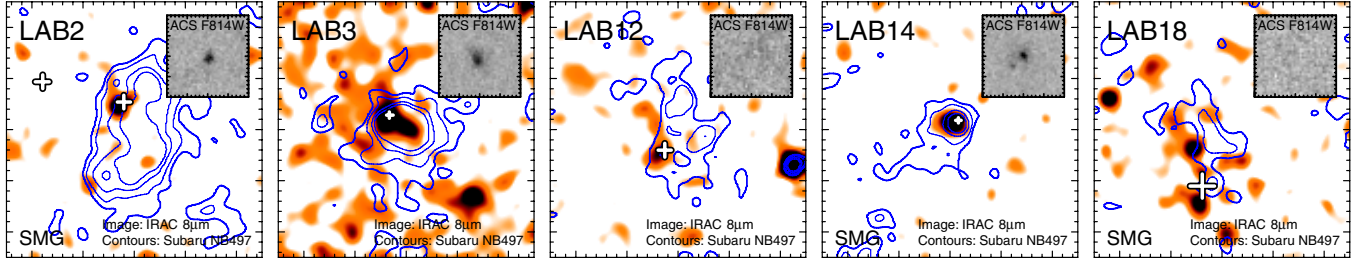 LAB2
ACS F814W
SMG
Image: IRAC 8μm
Contours: Subaru NB497
LAB3
ACS F814W
Image: IRAC 8μm
Contours: Subaru NB497
LAB12
ACS F814W
Image: IRAC 8μm
Contours: Subaru NB497
LAB14
ACS F814W
SMG
Image: IRAC 8μm
Contours: Subaru NB497
LAB18
ACS F814W
SMG
Image: IRAC 8μm
Contours: Subaru NB497